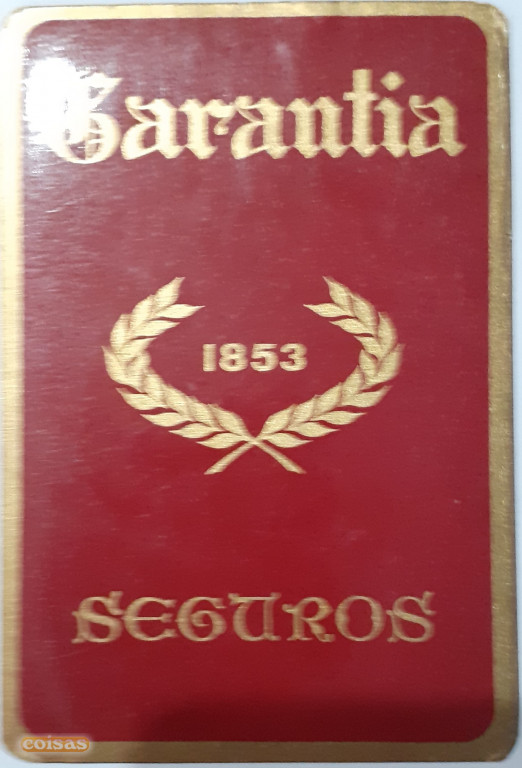 Garantia
1853
SEGUROS
coisas